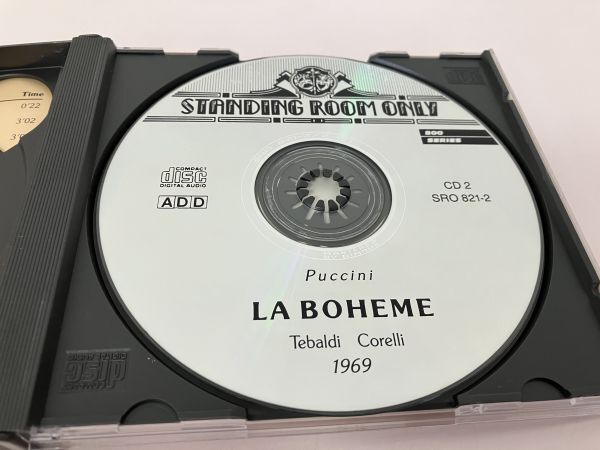 Time
0'22
3'02
STANDING ROOM ONLY
800
SERIES
COMPACT
disc
DIGITAL AUDIO
ADD
CD 2
SRO 821-2
Puccini
LA BOHEME
Tebaldi Corelli
1969